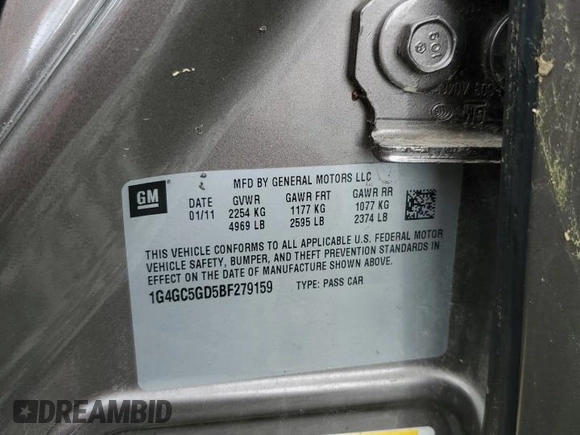 109
GM
MFD BY GENERAL MOTORS LLC
DATE GVWR GAWR FRT GAWR RR
01/11 2254 KG 1177 KG 1077 KG
4969 LB 2595 LB 2374 LB
THIS VEHICLE CONFORMS TO ALL APPLICABLE U.S. FEDERAL MOTOR
VEHICLE SAFETY, BUMPER, AND THEFT PREVENTION STANDARDS IN
EFFECT ON THE DATE OF MANUFACTURE SHOWN ABOVE.
1G4GC5GD5BF279159 TYPE: PASS CAR
DREAMBID